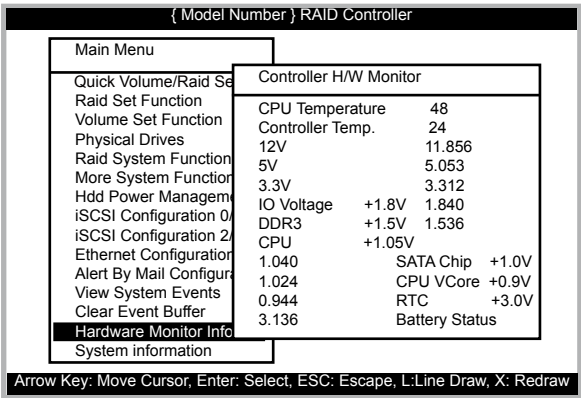 { Model Number } RAID Controller
Main Menu
Quick Volume/Raid Se
Raid Set Function
Volume Set Function
Physical Drives
Raid System Function
More System Function
Hdd Power Manageme
iSCSI Configuration 0/
iSCSI Configuration 2/
Ethernet Configuration
Alert By Mail Configura
View System Events
Clear Event Buffer
Hardware Monitor Info
System information
Controller H/W Monitor
CPU Temperature 48
Controller Temp. 24
12V 11.856
5V 5.053
3.3V 3.312
IO Voltage +1.8V 1.840
DDR3 +1.5V 1.536
CPU +1.05V
1.040 SATA Chip +1.0V
1.024 CPU VCore +0.9V
0.944 RTC +3.0V
3.136 Battery Status
Arrow Key: Move Cursor, Enter: Select, ESC: Escape, L:Line Draw, X: Redraw